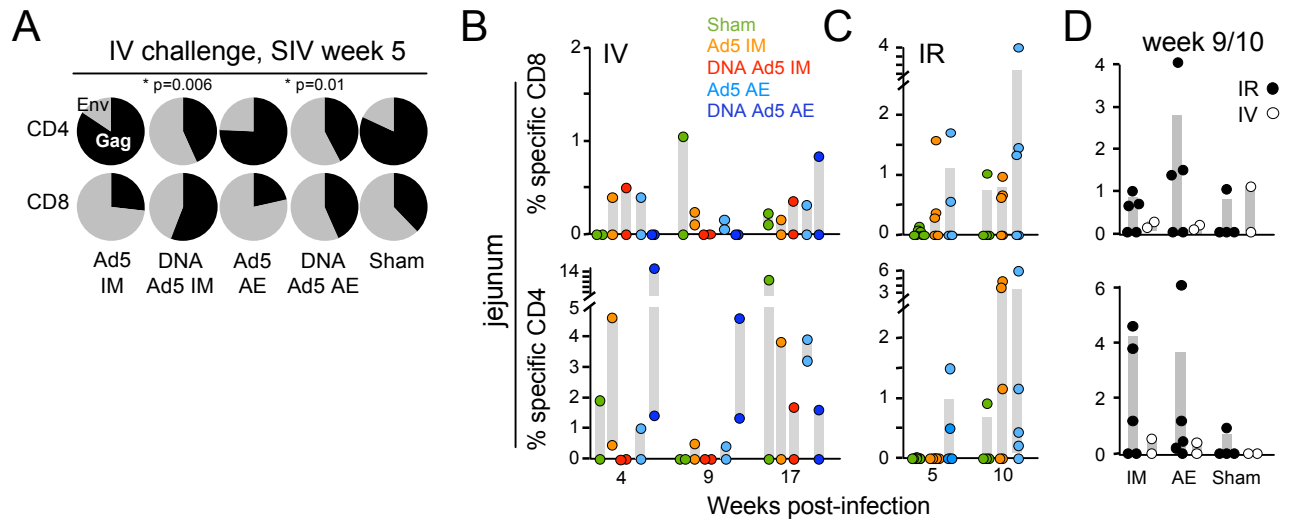 A
IV challenge, SIV week 5
* p=0.006
* p=0.01
Env
Gag
CD4
CD8
Ad5 IM
DNA Ad5 IM
Ad5 AE
DNA Ad5 AE
Sham
B
IV
Sham
Ad5 IM
DNA Ad5 IM
Ad5 AE
DNA Ad5 AE
jejunum
% specific CD8
2
1
0
% specific CD4
14
5
4
3
2
1
0
4
9
17
Weeks post-infection
C
IR
4
2
1
0
6
3
2
1
0
5
10
D
week 9/10
IR
IV
4
3
2
1
0
6
4
2
0
IM
AE
Sham